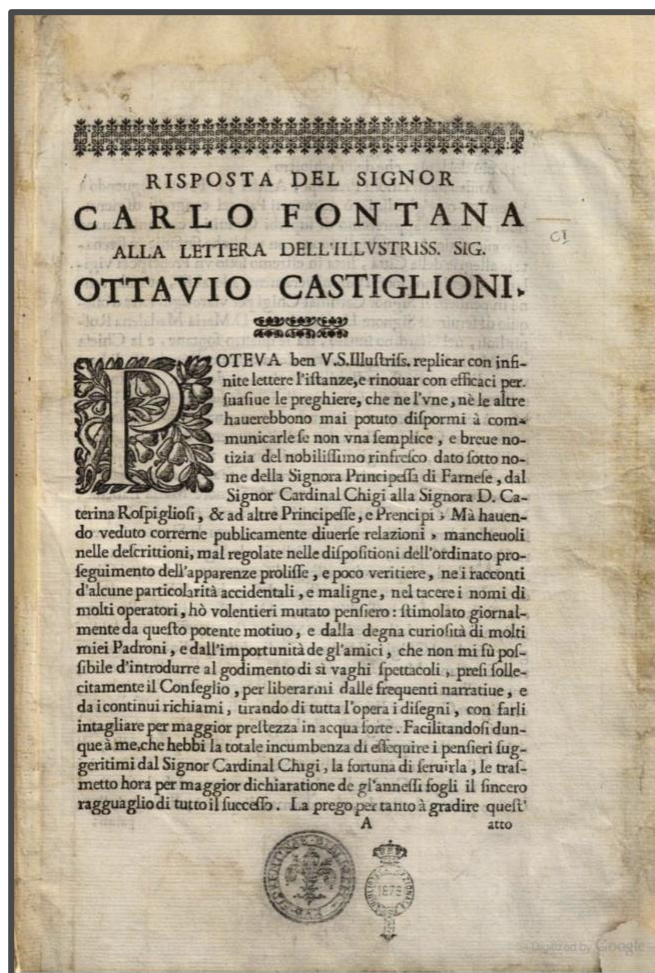 RISPOSTA DEL SIGNOR
CARLO FONTANA
ALLA LETTERA DELL'ILLVSTRISS. SIG.
OTTAVIO CASTIGLIONI.
CI
POTEVA ben V.S.Illustriss. replicar con infi-
nite lettere l'istanze, e rinouar con efficaci per-
suasiue le preghiere, che ne l'vne, nè le altre
hauerebbono mai potuto dispormi à com-
municarle se non vna semplice, e breue no-
tizia del nobilissimo rinfresco dato sotto no-
me della Signora Principessa di Farnese, dal
Signor Cardinal Chigi alla Signora D. Ca-
terina Rospigliosi, & ad altre Principesse, e Prencipi, Mà hauen-
do veduto correrne publicamente diuerse relazioni, mancheuoli
nelle descrittioni, mal regolate nelle dispositioni dell'ordinato pro-
seguimento dell'apparenze prolisse, e poco veritiere, ne i racconti
d'alcune particolarità accidentali, e maligne, nel tacere i nomi di
molti operatori, hò volentieri mutato pensiero: stimolato giornal-
mente da questo potente motiuo, e dalla degna curiosità di molti
miei Padroni, e dall'importunità de gl'amici, che non mi fù pos-
sibile d'introdurre al godimento di sì vaghi spettacoli, presi solle-
citamente il Conseglio, per liberarmi dalle frequenti narratiue, e
da i continui richiami, tirando di tutta l'opera i disegni, con farli
intagliare per maggior prestezza in acqua forte. Facilitandosi dun-
que à me, che hebbi la totale incumbenza di essequire i pensieri sug-
geritimi dal Signor Cardinal Chigi, la fortuna di seruirla, le tras-
metto hora per maggior dichiaratione de gl'annessi fogli il sincero
ragguaglio di tutto il successo. La prego per tanto à gradire quest'
A atto
1879
Digitized by Google